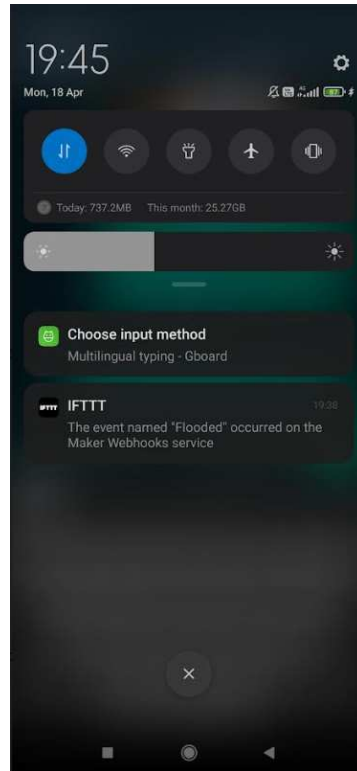 19:45
Mon, 18 Apr
Today: 737.2MB This month: 25.27GB
Choose input method
Multilingual typing - Gboard
IFTTT
IFTTT 19:38
The event named "Flooded" occurred on the
Maker Webhooks service